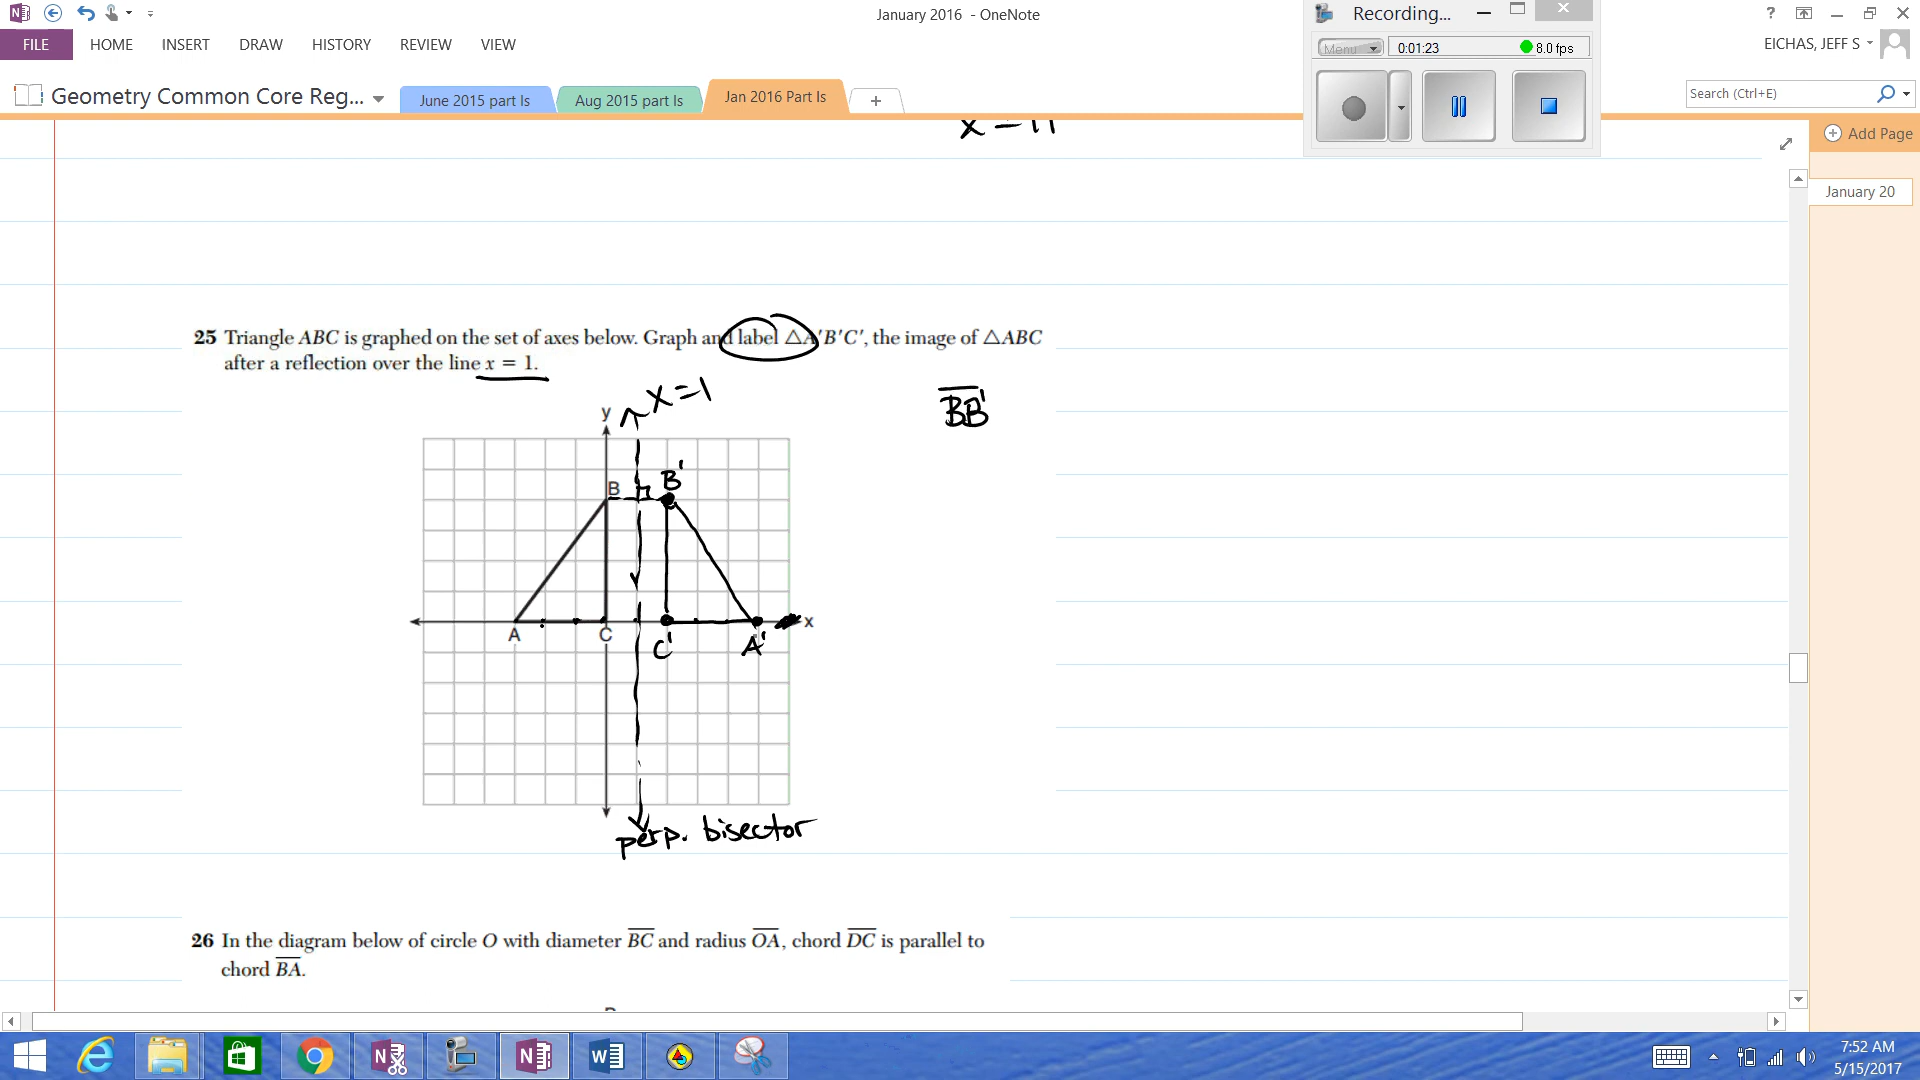 January 2016 - OneNote
Recording...
?
FILE
HOME
INSERT
DRAW
HISTORY
REVIEW
VIEW
Menu
0:01:23
8.0 fps
EICHAS, JEFF S
Geometry Common Core Reg...
June 2015 part Is
Aug 2015 part Is
Jan 2016 Part Is
+
Search (Ctrl+E)
Add Page
January 20
x = 11
25 Triangle ABC is graphed on the set of axes below. Graph and label △A′B′C′, the image of △ABC
after a reflection over the line x = 1.
x=1
BB'
y
B
B'
A
C
C'
A'
x
perp. bisector
26 In the diagram below of circle O with diameter BC and radius OA, chord DC is parallel to
chord BA.
7:52 AM
5/15/2017